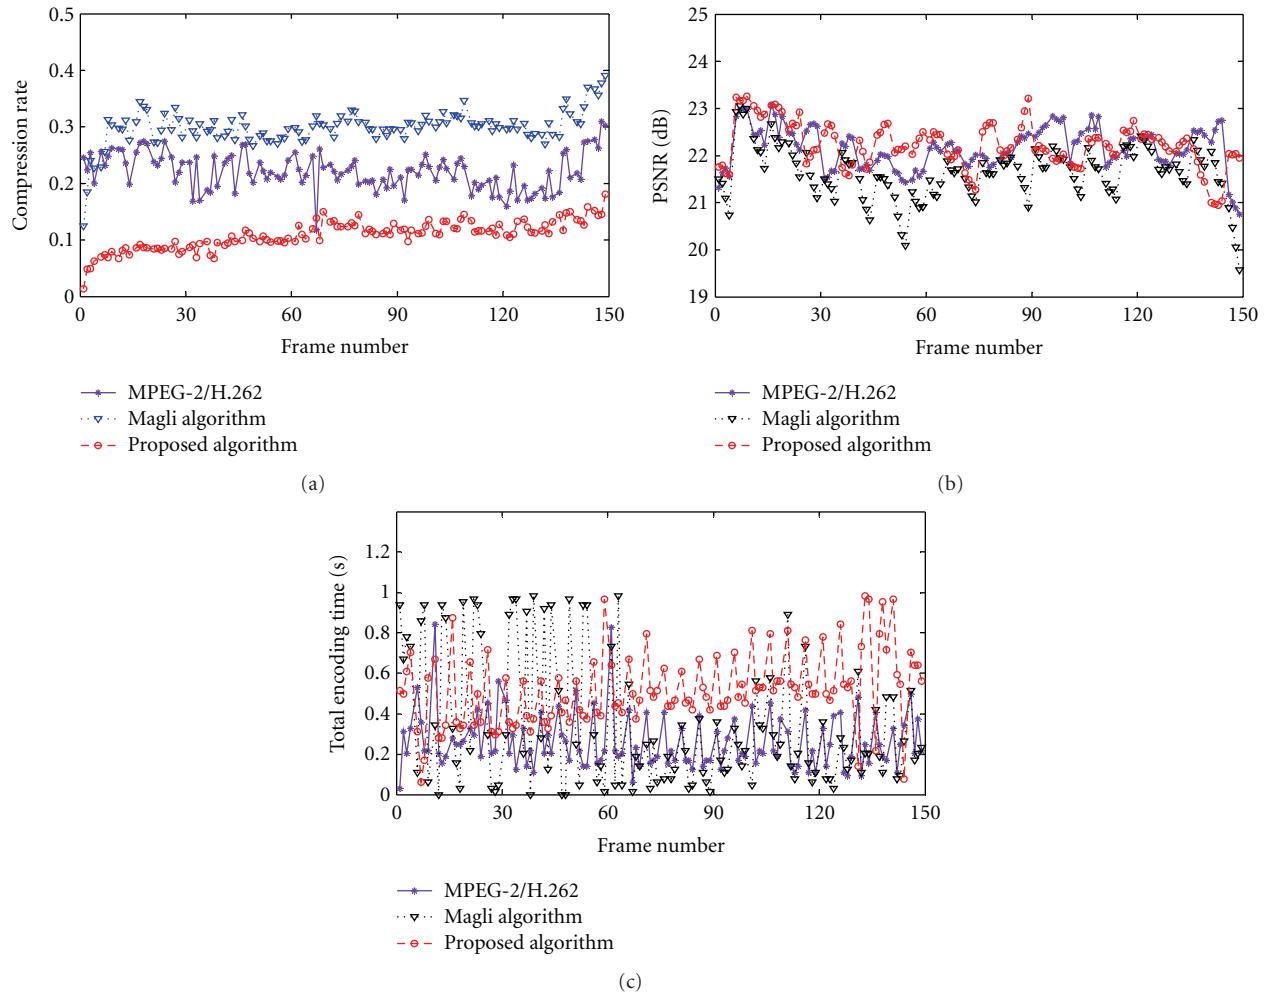 0.5
0.4
0.3
0.2
0.1
0
0 30 60 90 120 150
Compression rate
Frame number
MPEG-2/H.262
Magli algorithm
Proposed algorithm
(a)
25
24
23
22
21
20
19
0 30 60 90 120 150
PSNR (dB)
Frame number
MPEG-2/H.262
Magli algorithm
Proposed algorithm
(b)
1.2
1
0.8
0.6
0.4
0.2
0
0 30 60 90 120 150
Total encoding time (s)
Frame number
MPEG-2/H.262
Magli algorithm
Proposed algorithm
(c)